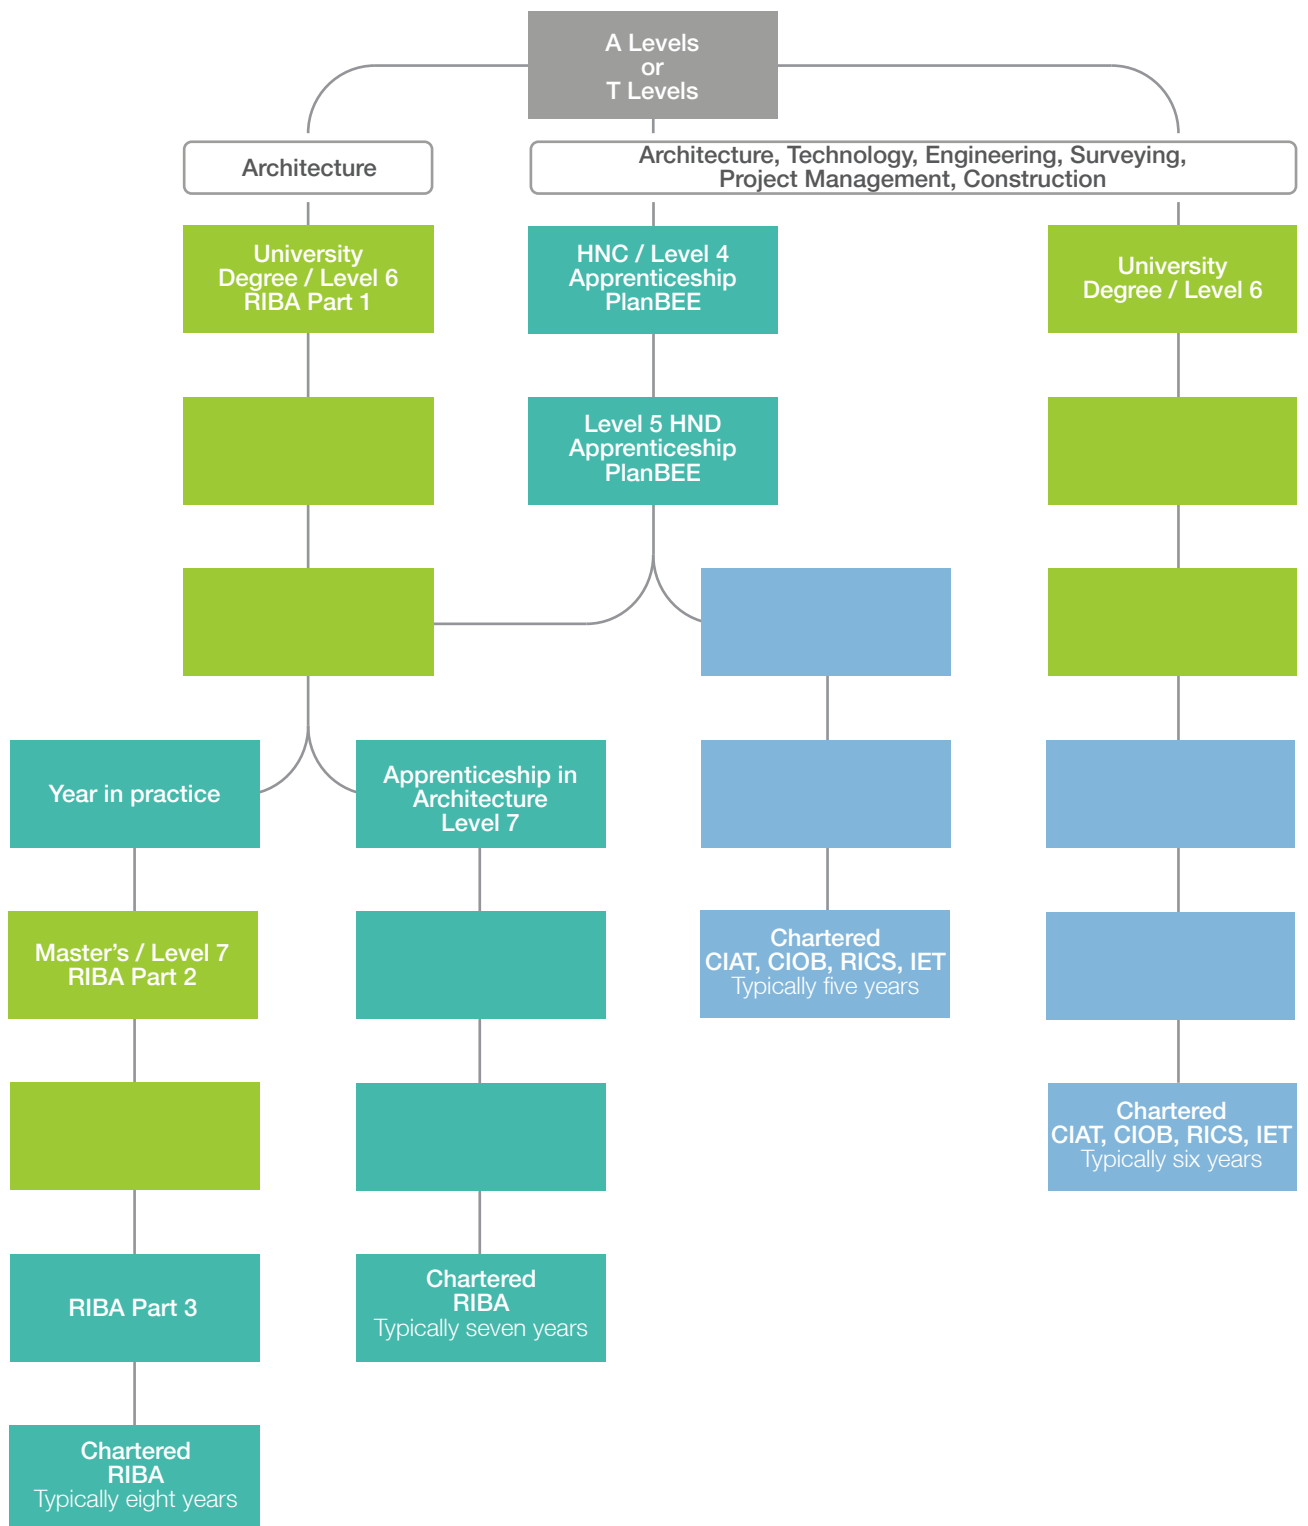 A Levels
or
T Levels
Architecture
Architecture, Technology, Engineering, Surveying,
Project Management, Construction
University
Degree / Level 6
RIBA Part 1
HNC / Level 4
Apprenticeship
PlanBEE
University
Degree / Level 6
Level 5 HND
Apprenticeship
PlanBEE
Year in practice
Apprenticeship in
Architecture
Level 7
Master’s / Level 7
RIBA Part 2
Chartered
CIAT, CIOB, RICS, IET
Typically five years
Chartered
CIAT, CIOB, RICS, IET
Typically six years
RIBA Part 3
Chartered
RIBA
Typically seven years
Chartered
RIBA
Typically eight years